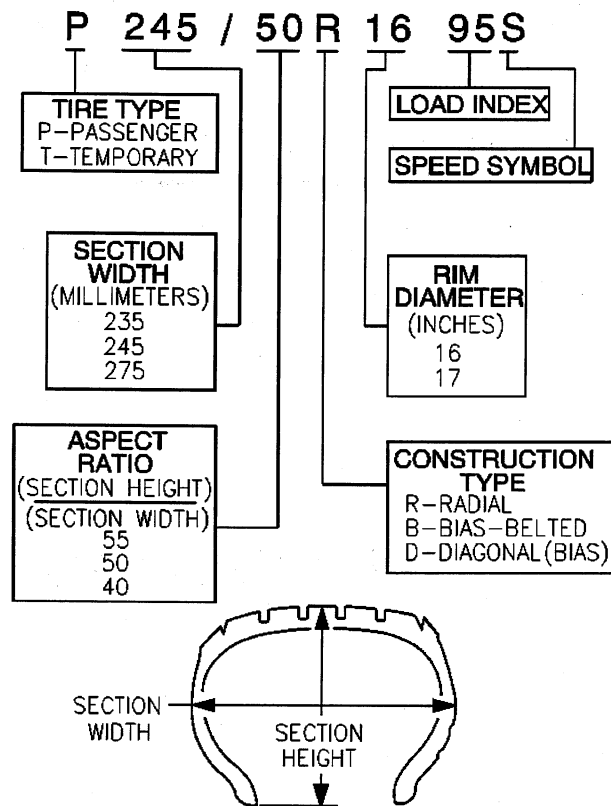 P 245 / 50 R 16 95S
TIRE TYPE
P-PASSENGER
T-TEMPORARY
LOAD INDEX
SPEED SYMBOL
SECTION
WIDTH
(MILLIMETERS)
235
245
275
RIM
DIAMETER
(INCHES)
16
17
ASPECT
RATIO
(SECTION HEIGHT)
(SECTION WIDTH)
55
50
40
CONSTRUCTION
TYPE
R-RADIAL
B-BIAS-BELTED
D-DIAGONAL(BIAS)
SECTION
WIDTH
SECTION
HEIGHT